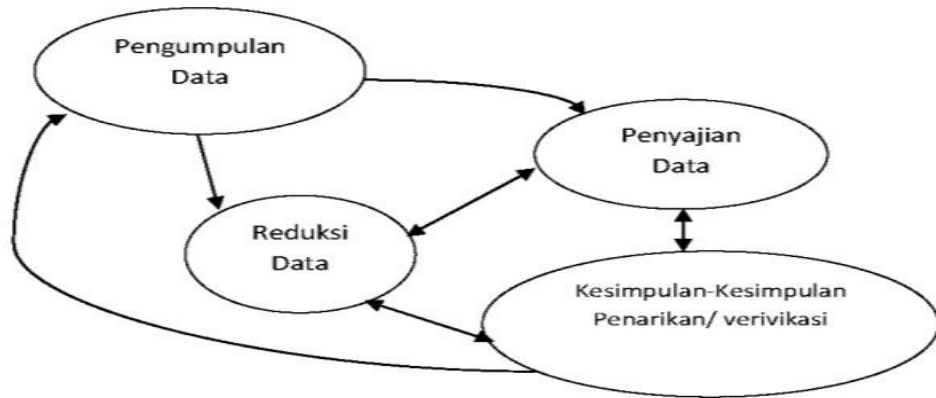 Pengumpulan
Data
Penyajian
Data
Reduksi
Data
Kesimpulan-Kesimpulan
Penarikan/ verivikasi